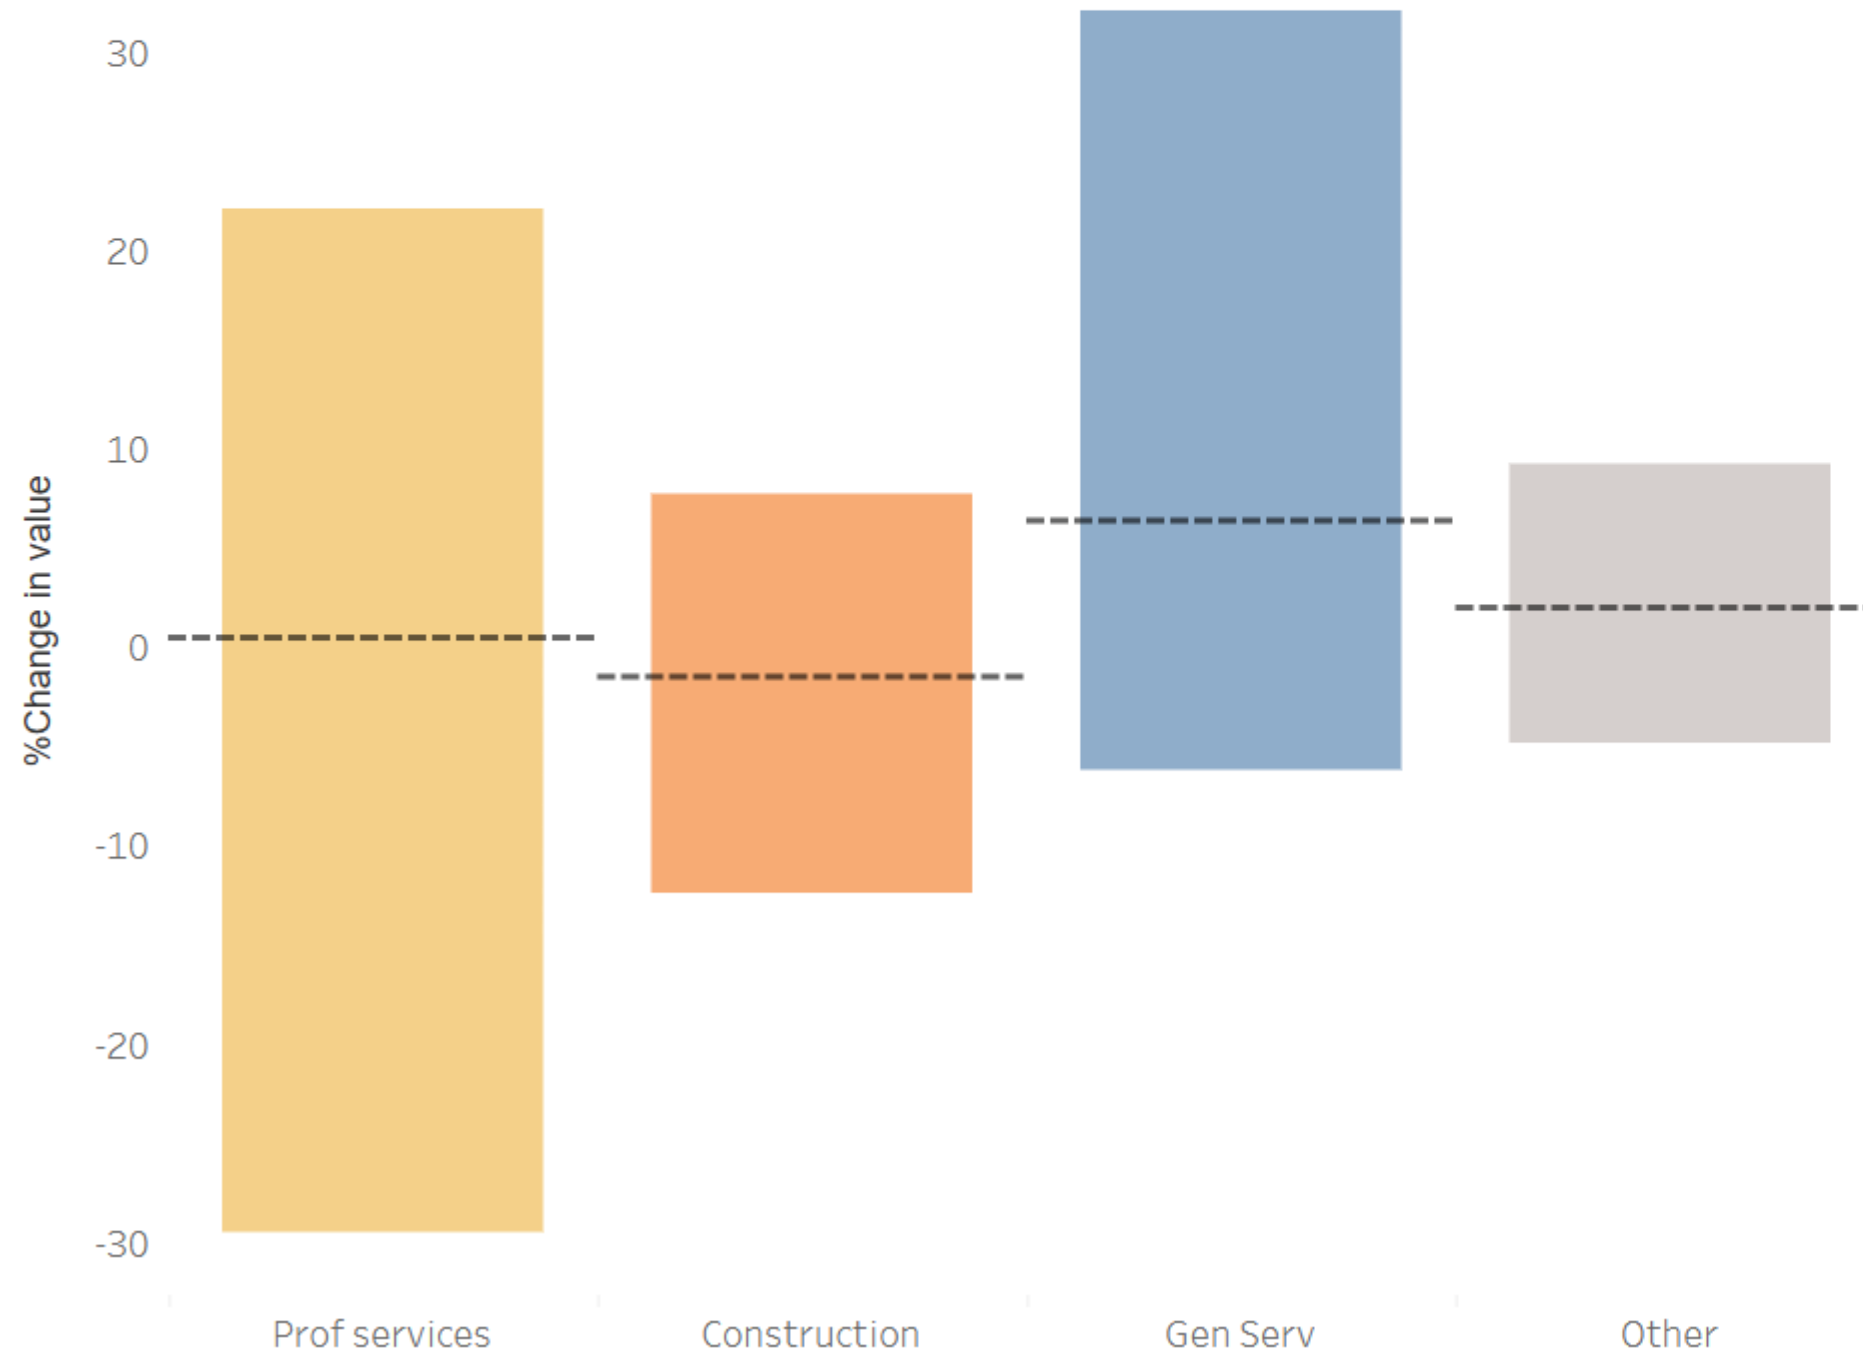 %Change in value
30
20
10
0
-10
-20
-30
Prof services
Construction
Gen Serv
Other